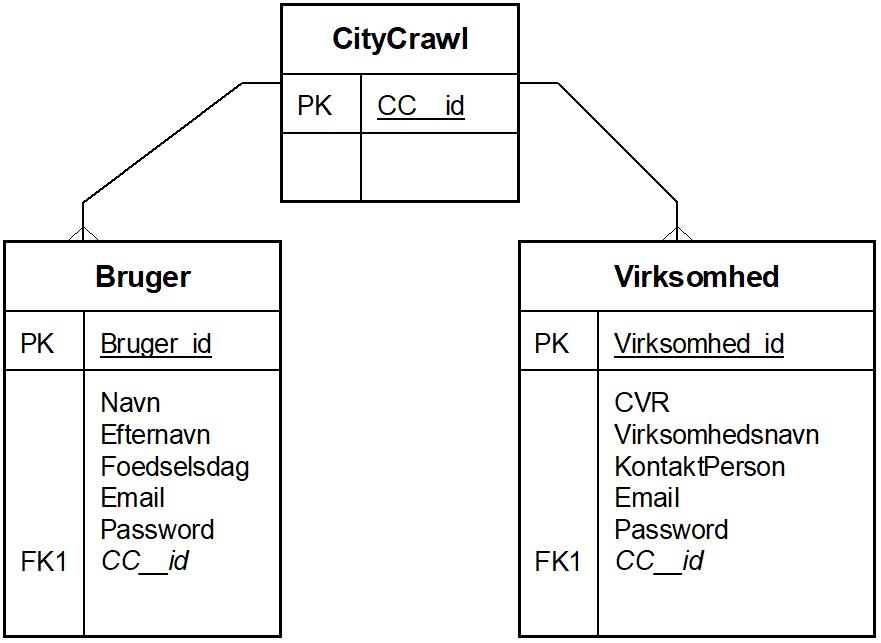 CityCrawl
PK CC__id
Bruger
PK Bruger_id
Navn
Efternavn
Foedselsdag
Email
Password
FK1 CC__id
Virksomhed
PK Virksomhed_id
CVR
Virksomhedsnavn
KontaktPerson
Email
Password
FK1 CC__id